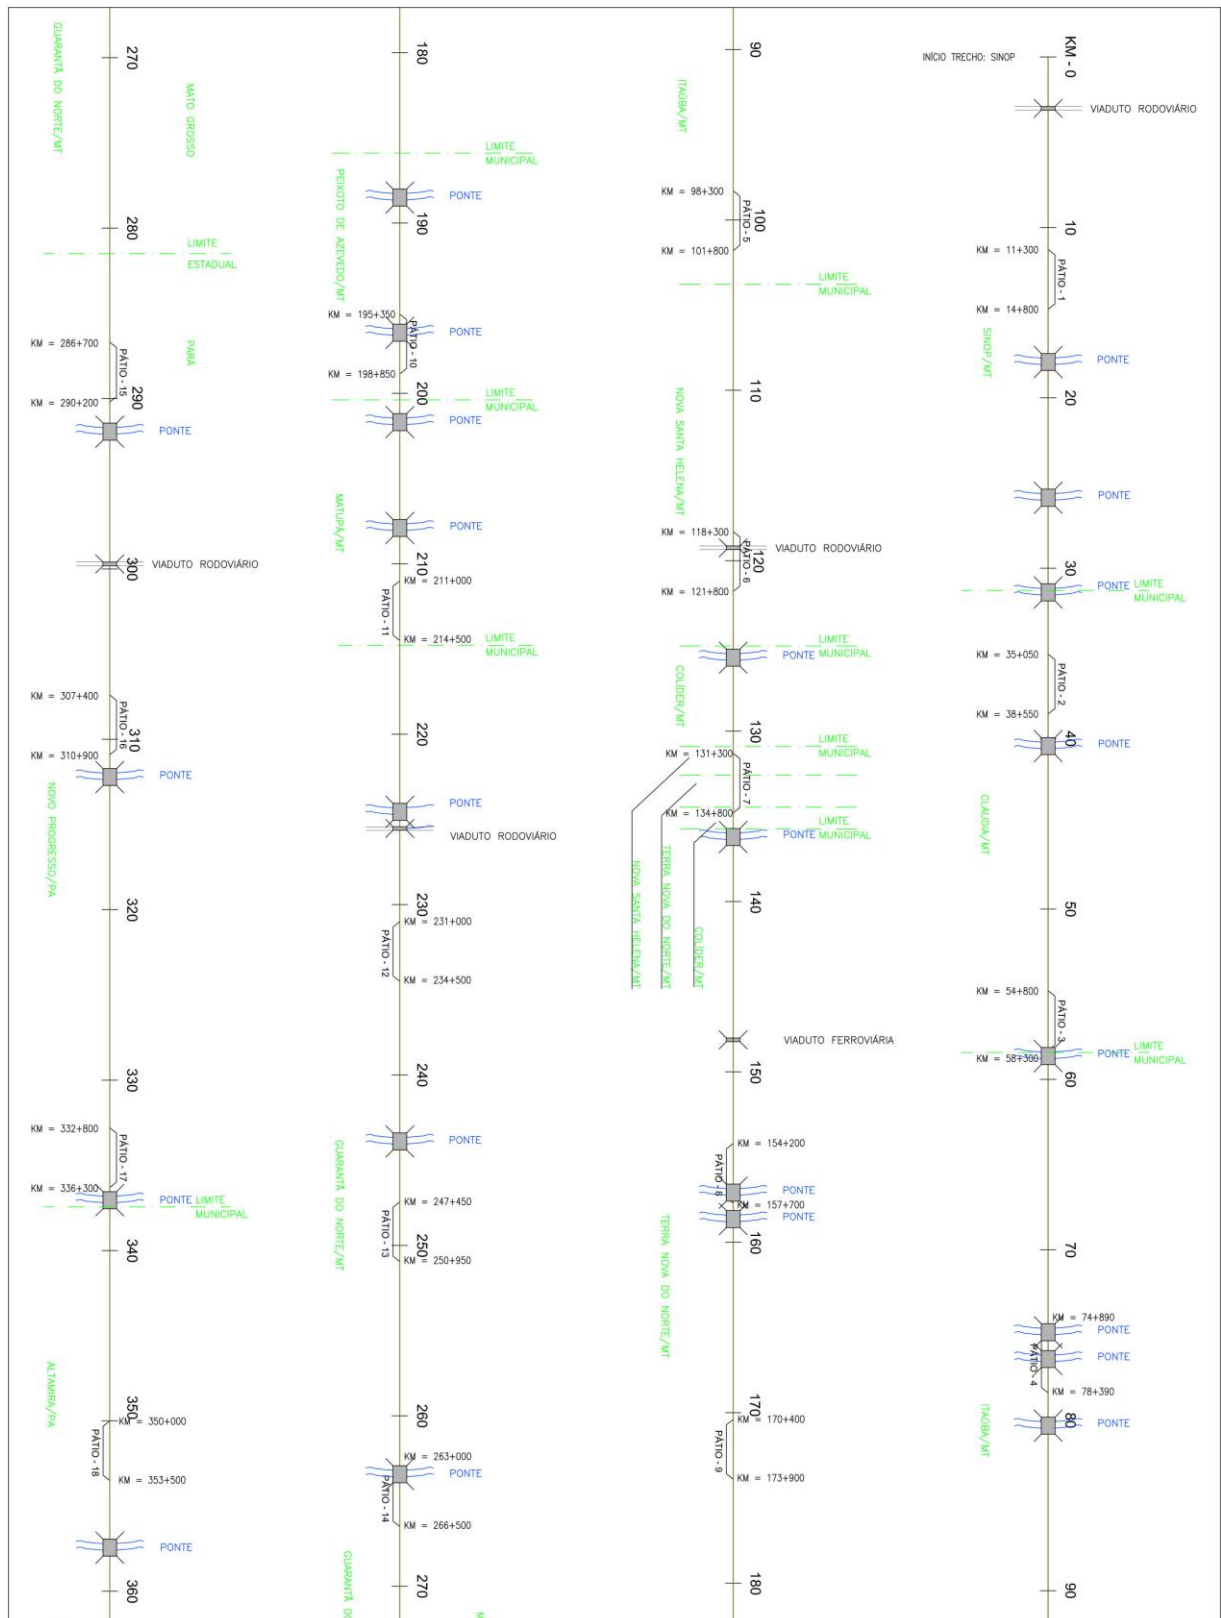 KM - 0
INÍCIO TRECHO: SINOP
VIADUTO RODOVIÁRIO
10
KM = 11+300
PÁTIO - 1
KM = 14+800
SINOP/MT
PONTE
20
PONTE
30
PONTE
LIMITE
MUNICIPAL
KM = 35+050
PÁTIO - 2
KM = 38+550
40
PONTE
CLAUDIA/MT
50
KM = 54+800
PÁTIO - 3
KM = 58+300
PONTE
LIMITE
MUNICIPAL
60
70
KM = 74+890
PONTE
PONTE
PÁTIO - 4
KM = 78+390
80
PONTE
ITAÚBA/MT
90
90
ITAÚBA/MT
KM = 98+300
PÁTIO - 5
100
KM = 101+800
LIMITE
MUNICIPAL
110
NOVA SANTA HELENA/MT
KM = 118+300
VIADUTO RODOVIÁRIO
PÁTIO - 6
120
KM = 121+800
LIMITE
MUNICIPAL
PONTE
COLÍDER/MT
130
LIMITE
MUNICIPAL
KM = 131+300
PÁTIO - 7
KM = 134+800
LIMITE
MUNICIPAL
PONTE
NOVA SANTA HELENA/MT
TERRA NOVA DO NORTE/MT
COLÍDER/MT
140
VIADUTO FERROVIÁRIA
150
KM = 154+200
PÁTIO - 8
PONTE
KM = 157+700
PONTE
160
TERRA NOVA DO NORTE/MT
170
KM = 170+400
PÁTIO - 9
KM = 173+900
180
180
LIMITE
MUNICIPAL
PEIXOTO DE AZEVEDO/MT
PONTE
190
KM = 195+350
PÁTIO - 10
PONTE
KM = 198+850
200
LIMITE
MUNICIPAL
PONTE
MATUPÁ/MT
PONTE
210
KM = 211+000
PÁTIO - 11
KM = 214+500
LIMITE
MUNICIPAL
220
PONTE
VIADUTO RODOVIÁRIO
230
KM = 231+000
PÁTIO - 12
KM = 234+500
240
PONTE
GUARANTÃ DO NORTE/MT
KM = 247+450
PÁTIO - 13
250
KM = 250+950
260
KM = 263+000
PONTE
PÁTIO - 14
KM = 266+500
270
GUARANTÃ DO
270
GUARANTÃ DO NORTE/MT
MATO GROSSO
280
LIMITE
ESTADUAL
PARÁ
KM = 286+700
PÁTIO - 15
290
KM = 290+200
PONTE
300
VIADUTO RODOVIÁRIO
KM = 307+400
PÁTIO - 16
310
KM = 310+900
PONTE
NOVO PROGRESSO/PA
320
330
KM = 332+800
PÁTIO - 17
KM = 336+300
PONTE
LIMITE
MUNICIPAL
340
ALTAMIRA/PA
350
KM = 350+000
PÁTIO - 18
KM = 353+500
PONTE
360